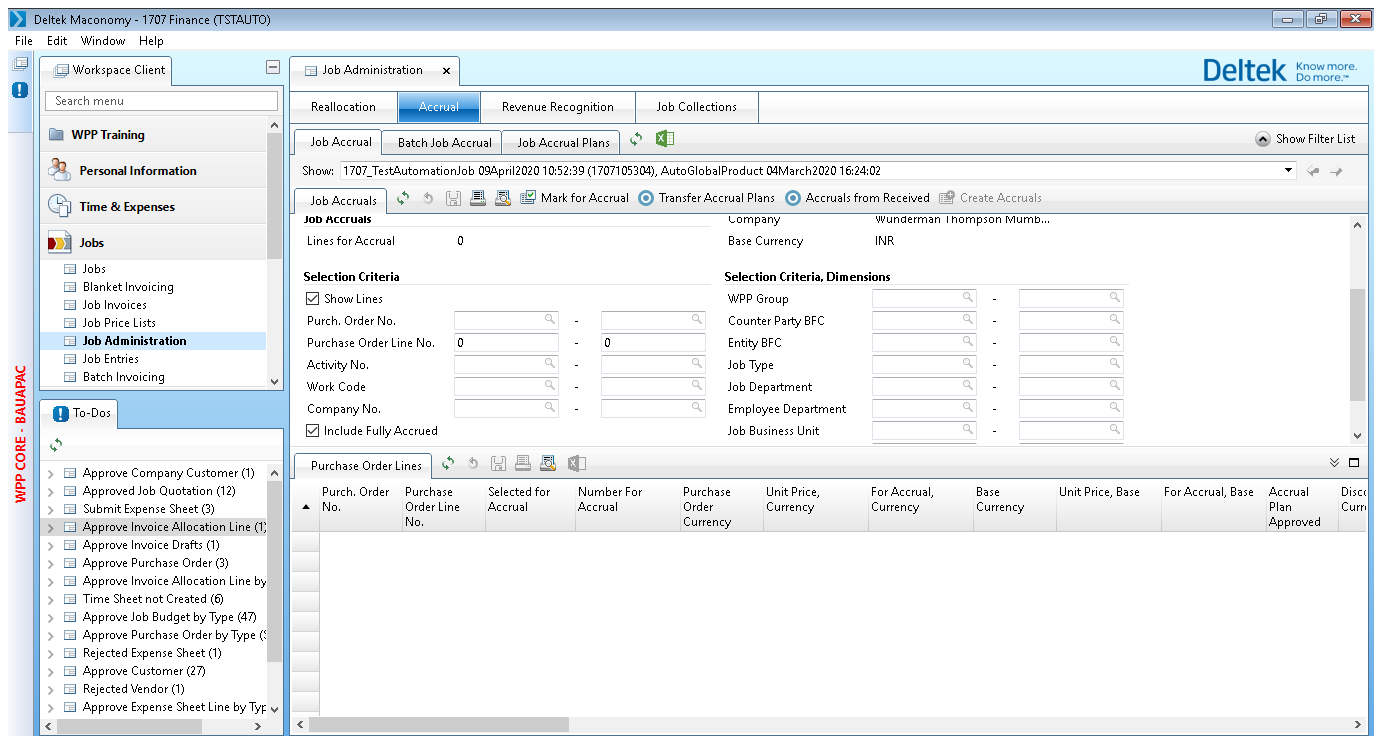 Deltek Maconomy - 1707 Finance (TSTAUTO)
File Edit Window Help
WPP CORE - BAUAPAC
Workspace Client
Search menu
WPP Training
Personal Information
Time & Expenses
Jobs
Jobs
Blanket Invoicing
Job Invoices
Job Price Lists
Job Administration
Job Entries
Batch Invoicing
To-Dos
Approve Company Customer (1)
Approved Job Quotation (12)
Submit Expense Sheet (3)
Approve Invoice Allocation Line (1)
Approve Invoice Drafts (1)
Approve Purchase Order (3)
Approve Invoice Allocation Line by
Time Sheet not Created (6)
Approve Job Budget by Type (47)
Approve Purchase Order by Type (
Rejected Expense Sheet (1)
Approve Customer (27)
Rejected Vendor (1)
Approve Expense Sheet Line by Typ
Job Administration x
Deltek Know more.
Do more.™
Reallocation Accrual Revenue Recognition Job Collections
Job Accrual Batch Job Accrual Job Accrual Plans Show Filter List
Show: 1707_TestAutomationJob 09April2020 10:52:39 (1707105304), AutoGlobalProduct 04March2020 16:24:02
Job Accruals Mark for Accrual Transfer Accrual Plans Accruals from Received Create Accruals
Job Accruals Company Wunderman Thompson Mumb...
Lines for Accrual 0 Base Currency INR
Selection Criteria Selection Criteria, Dimensions
Show Lines WPP Group -
Purch. Order No. - Counter Party BFC -
Purchase Order Line No. 0 - 0 Entity BFC -
Activity No. - Job Type -
Work Code - Job Department -
Company No. - Employee Department -
Include Fully Accrued Job Business Unit -
Purchase Order Lines
Purch. Order Purchase Selected for Number For Purchase Unit Price, For Accrual, Base Unit Price, Base For Accrual, Base Accrual Disc
No. Order Line Accrual Accrual Order Currency Currency Currency Plan Curr
No. Currency Approved